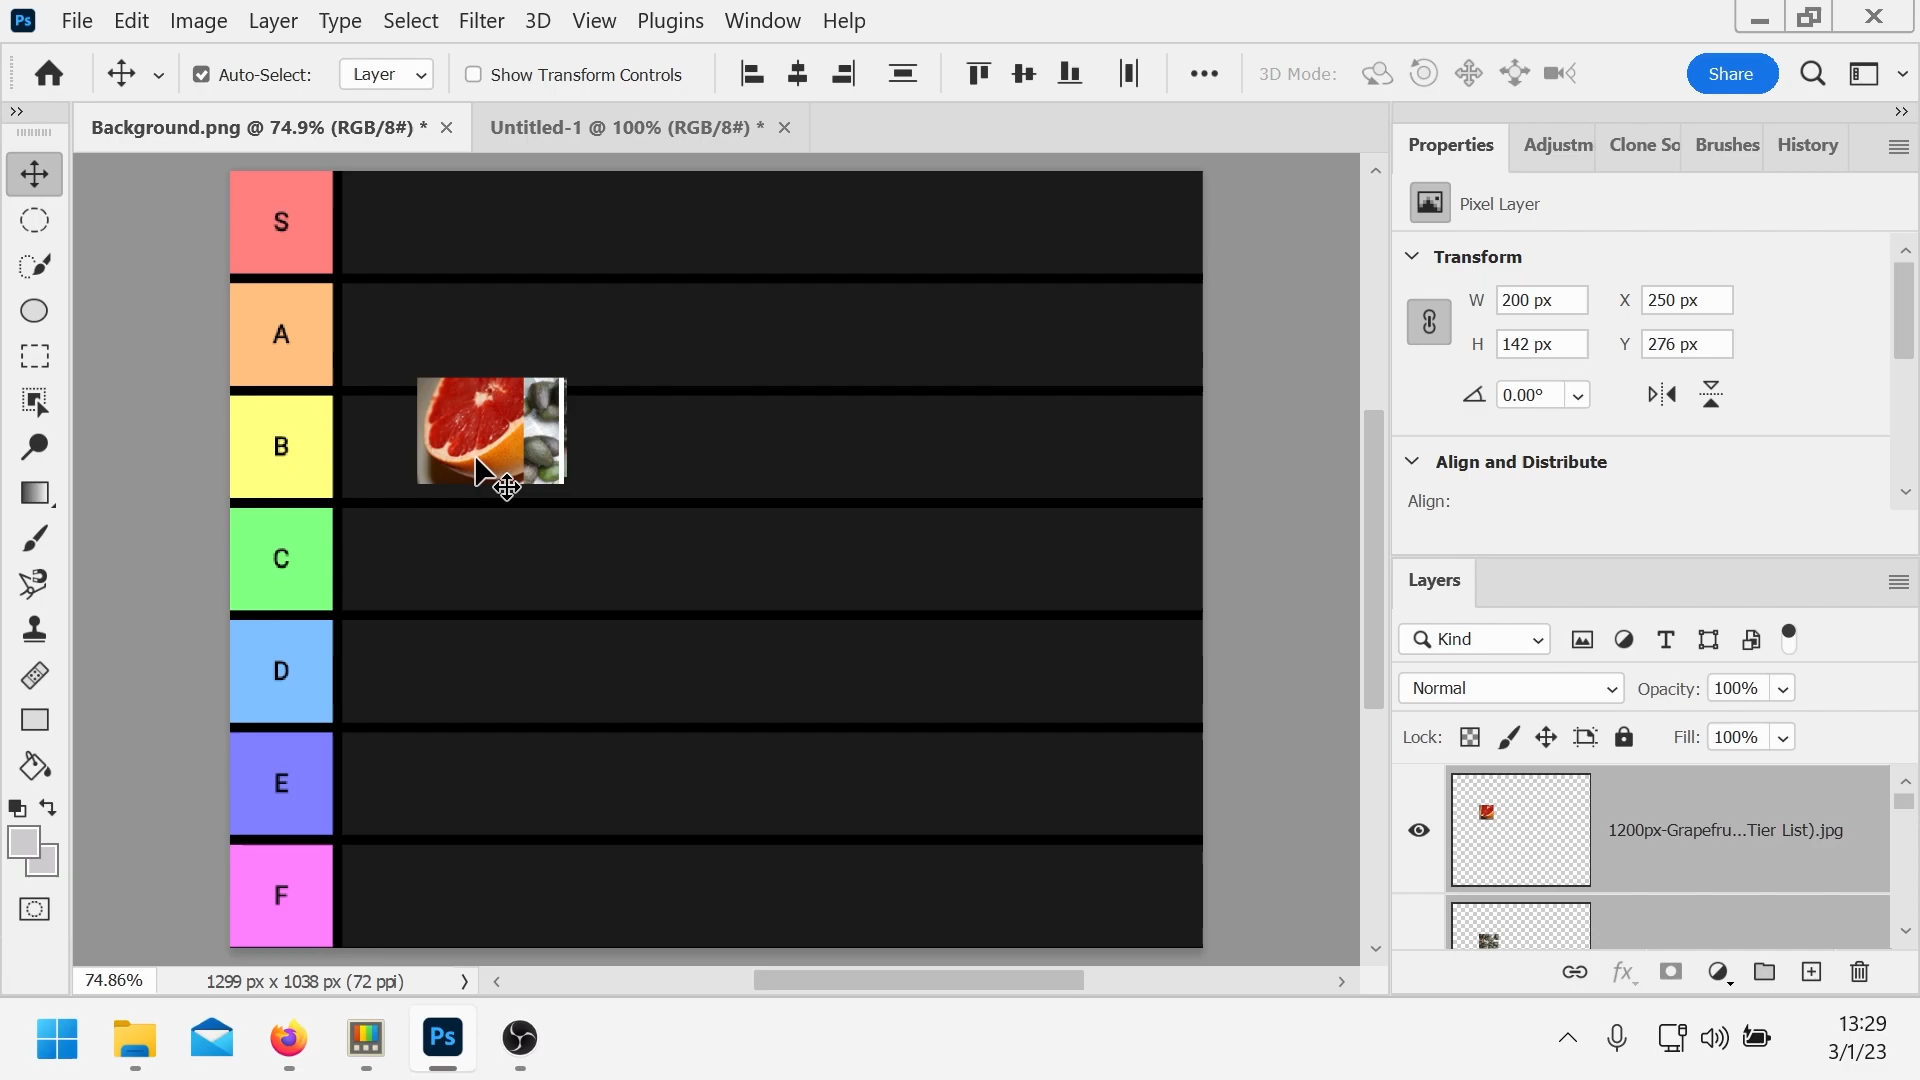 Ps File Edit Image Layer Type Select Filter 3D View Plugins Window Help
Auto-Select: Layer Show Transform Controls 3D Mode: Share
Background.png @ 74.9% (RGB/8#) *
Untitled-1 @ 100% (RGB/8#) *
S
A
B
C
D
E
F
74.86% 1299 px x 1038 px (72 ppi)
Properties Adjustm Clone So Brushes History
Pixel Layer
Transform
W 200 px X 250 px
H 142 px Y 276 px
0.00°
Align and Distribute
Align:
Layers
Kind
Normal Opacity: 100%
Lock: Fill: 100%
1200px-Grapefru...Tier List).jpg
fx
Ps
13:29
3/1/23